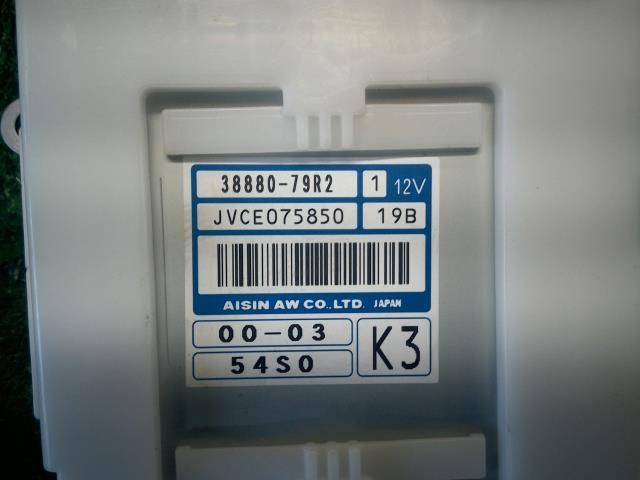 38880-79R2 1 12V
JVCE075850 19B
AISIN AW CO.,LTD. JAPAN
00-03
54S0
K3